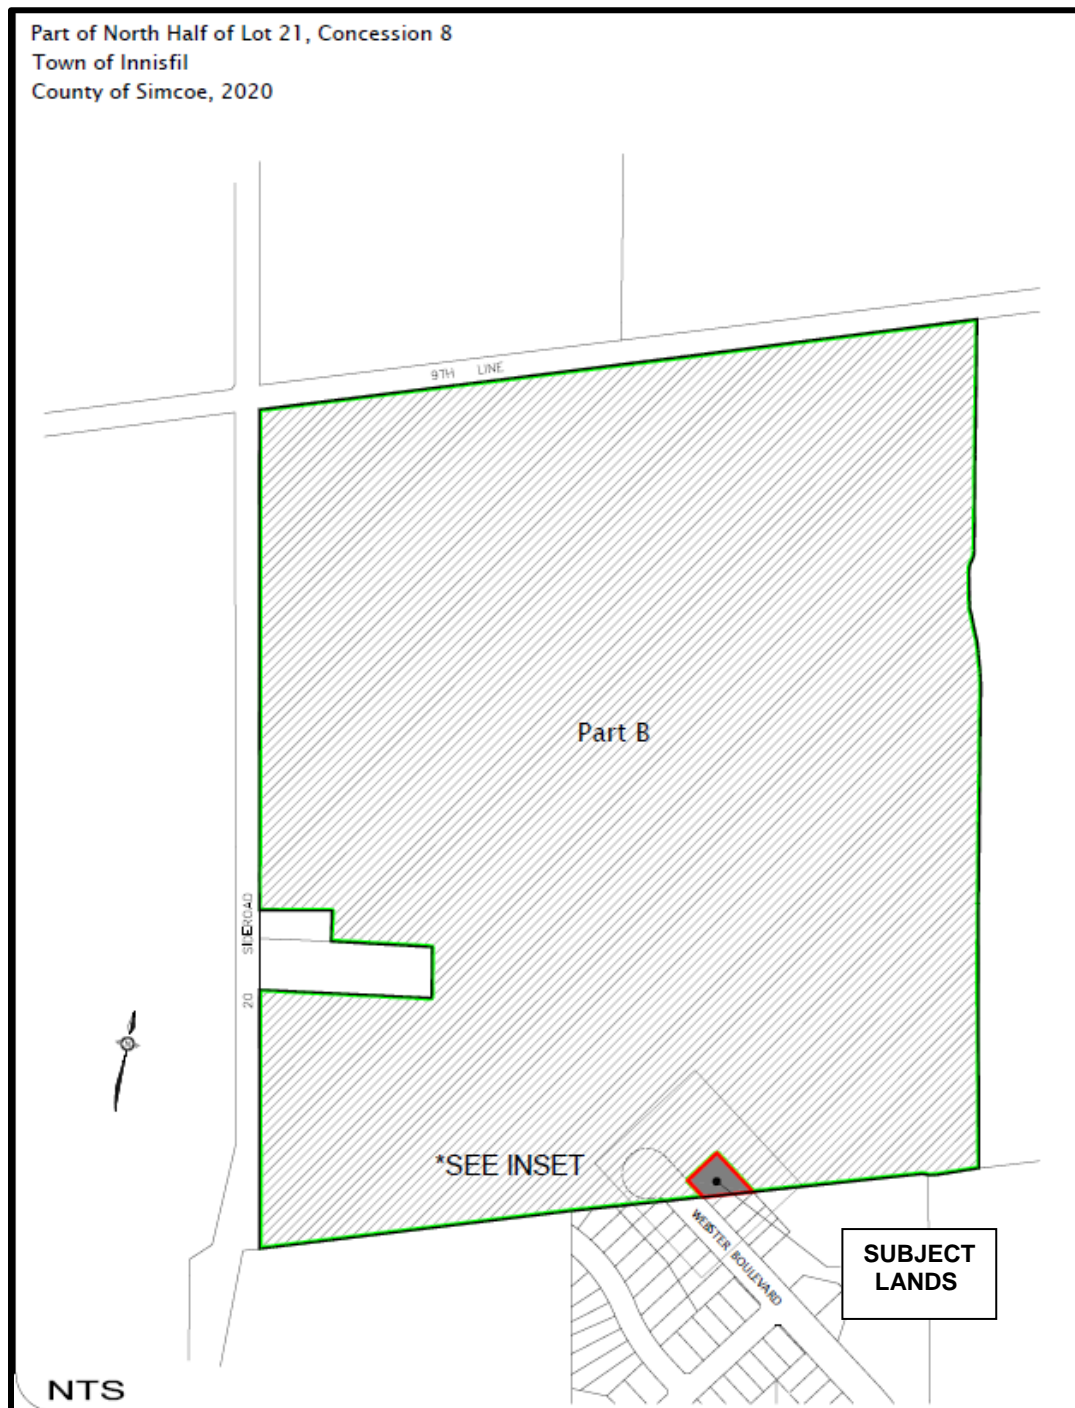 Part of North Half of Lot 21, Concession 8
Town of Innisfil
County of Simcoe, 2020
9TH LINE
Part B
20 SIDEROAD
*SEE INSET
WEBSTER BOULEVARD
SUBJECT
LANDS
NTS